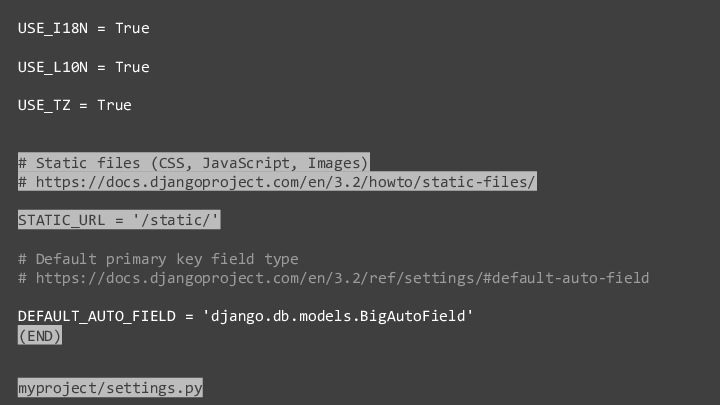 USE_I18N = True
USE_L10N = True
USE_TZ = True
# Static files (CSS, JavaScript, Images)
# https://docs.djangoproject.com/en/3.2/howto/static-files/
STATIC_URL = '/static/'
# Default primary key field type
# https://docs.djangoproject.com/en/3.2/ref/settings/#default-auto-field
DEFAULT_AUTO_FIELD = 'django.db.models.BigAutoField'
(END)
myproject/settings.py